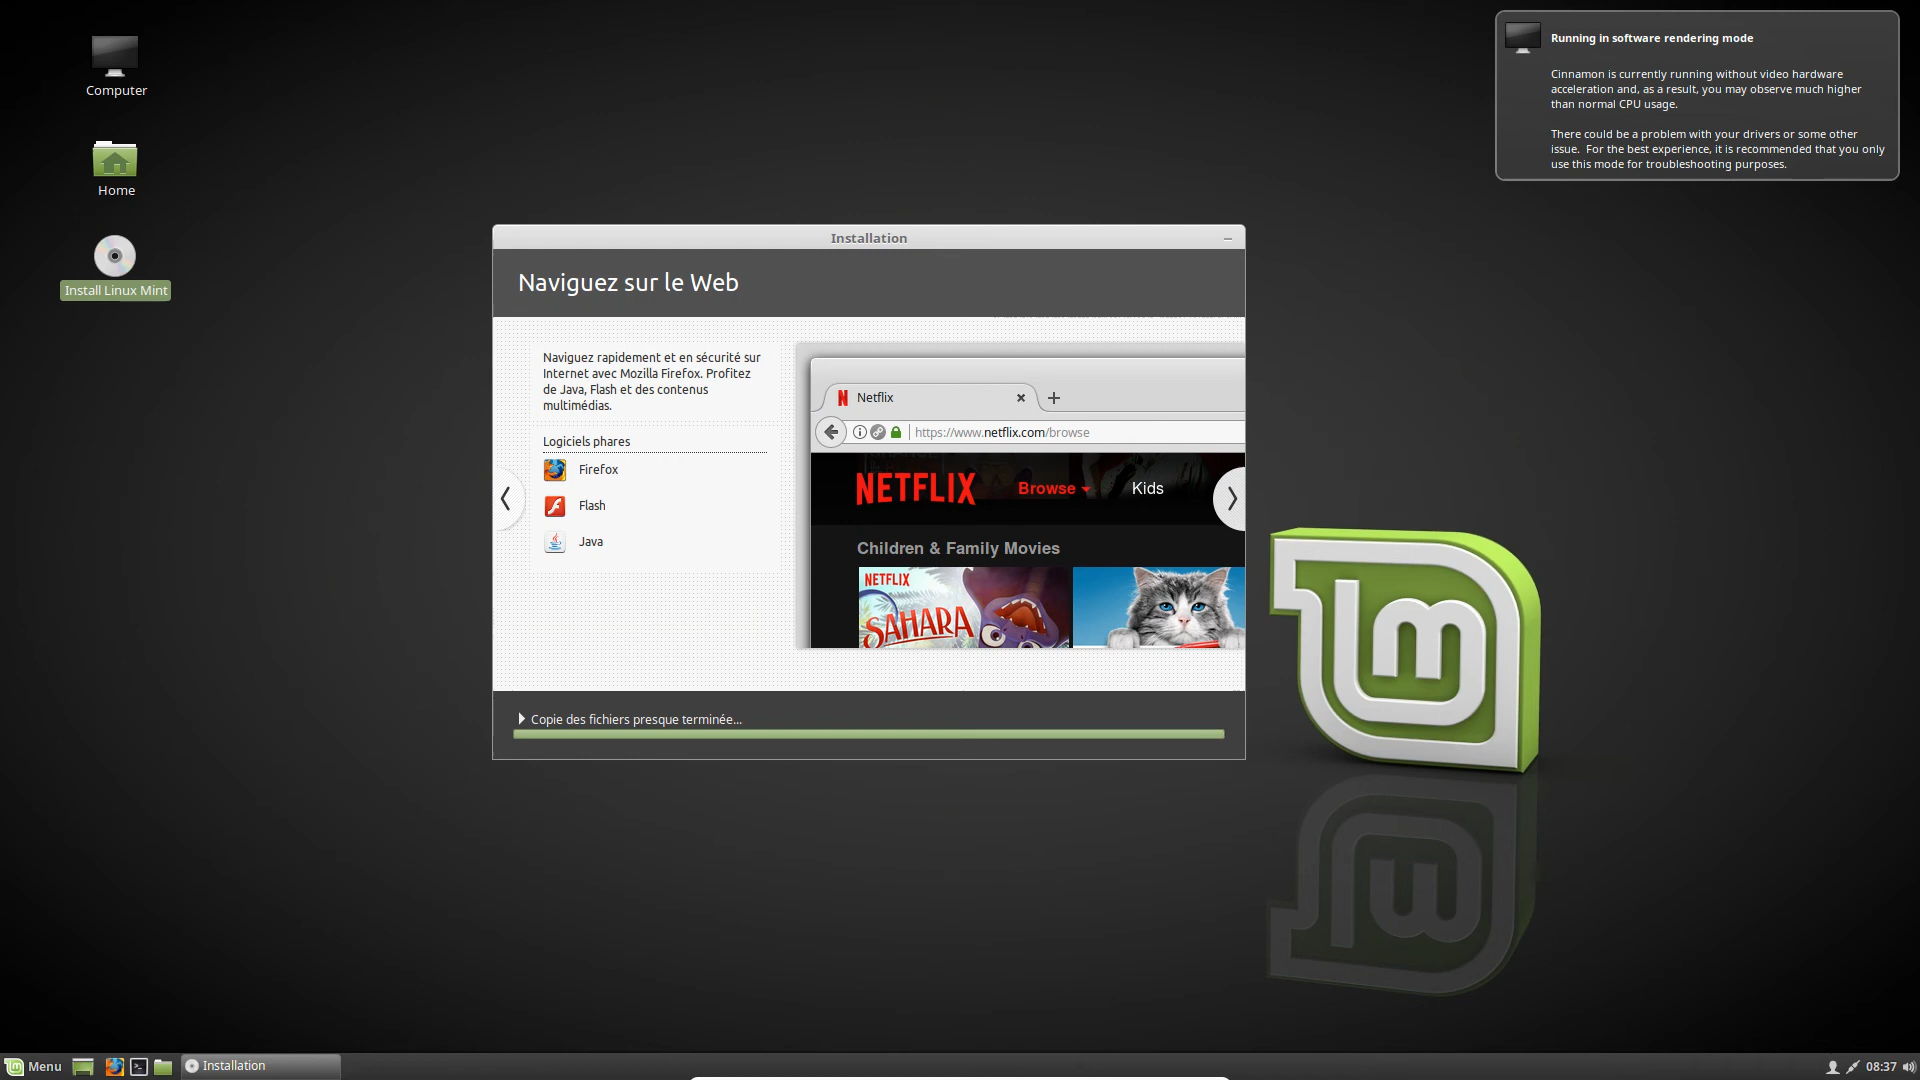 Computer
Home
Install Linux Mint
Running in software rendering mode
Cinnamon is currently running without video hardware
acceleration and, as a result, you may observe much higher
than normal CPU usage.
There could be a problem with your drivers or some other
issue.  For the best experience, it is recommended that you only
use this mode for troubleshooting purposes.
Installation
Naviguez sur le Web
Naviguez rapidement et en sécurité sur
Internet avec Mozilla Firefox. Profitez
de Java, Flash et des contenus
multimédias.
Logiciels phares
Firefox
Flash
Java
Netflix
https://www.netflix.com/browse
NETFLIX Browse Kids
Children & Family Movies
NETFLIX
SAHARA
Copie des fichiers presque terminée...
Menu
Installation
08:37